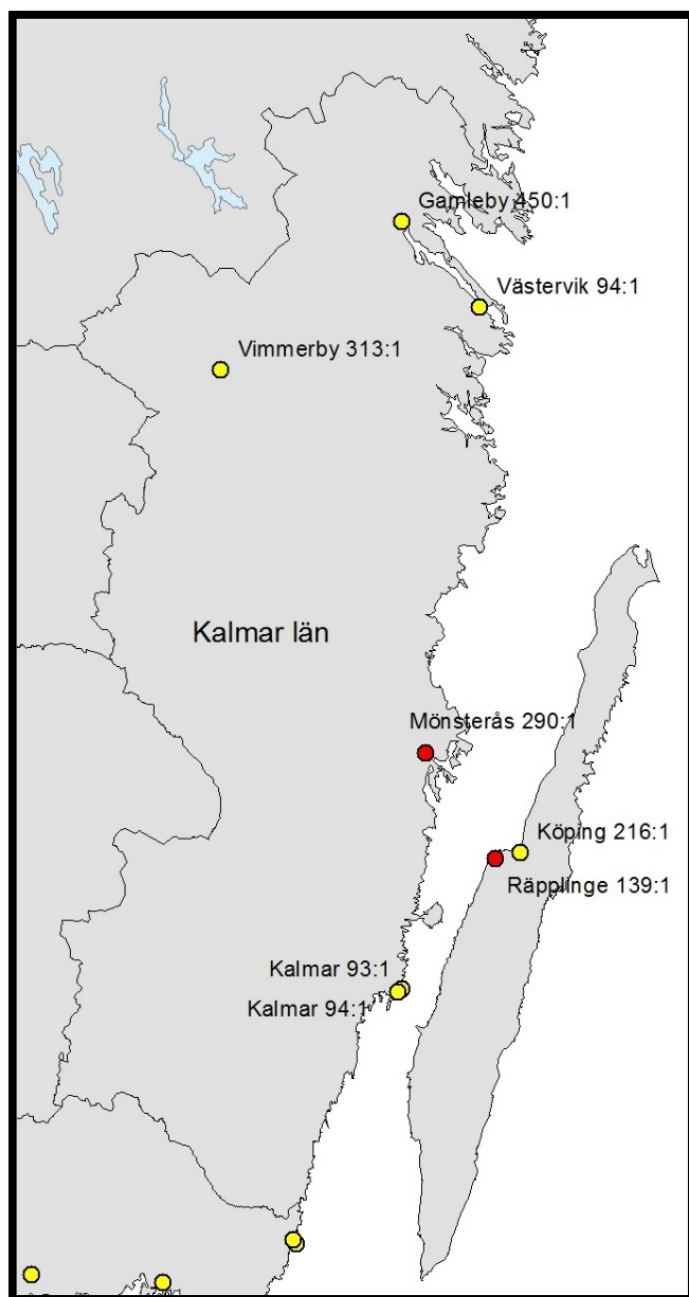 Gamleby 450:1
Västervik 94:1
Vimmerby 313:1
Kalmar län
Mönsterås 290:1
Köping 216:1
Räpplinge 139:1
Kalmar 93:1
Kalmar 94:1